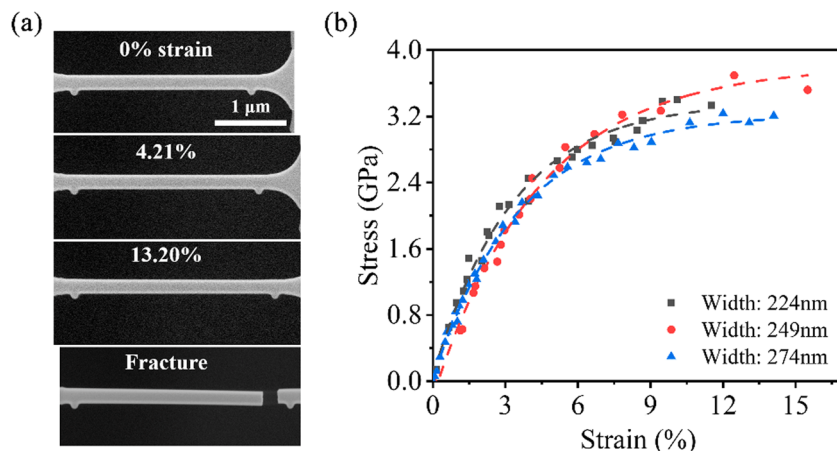 (a)
0% strain
1 μm
4.21%
13.20%
Fracture
(b)
4.0
3.2
2.4
1.6
0.8
0.0
0
3
6
9
12
15
Stress (GPa)
Strain (%)
Width: 224nm
Width: 249nm
Width: 274nm